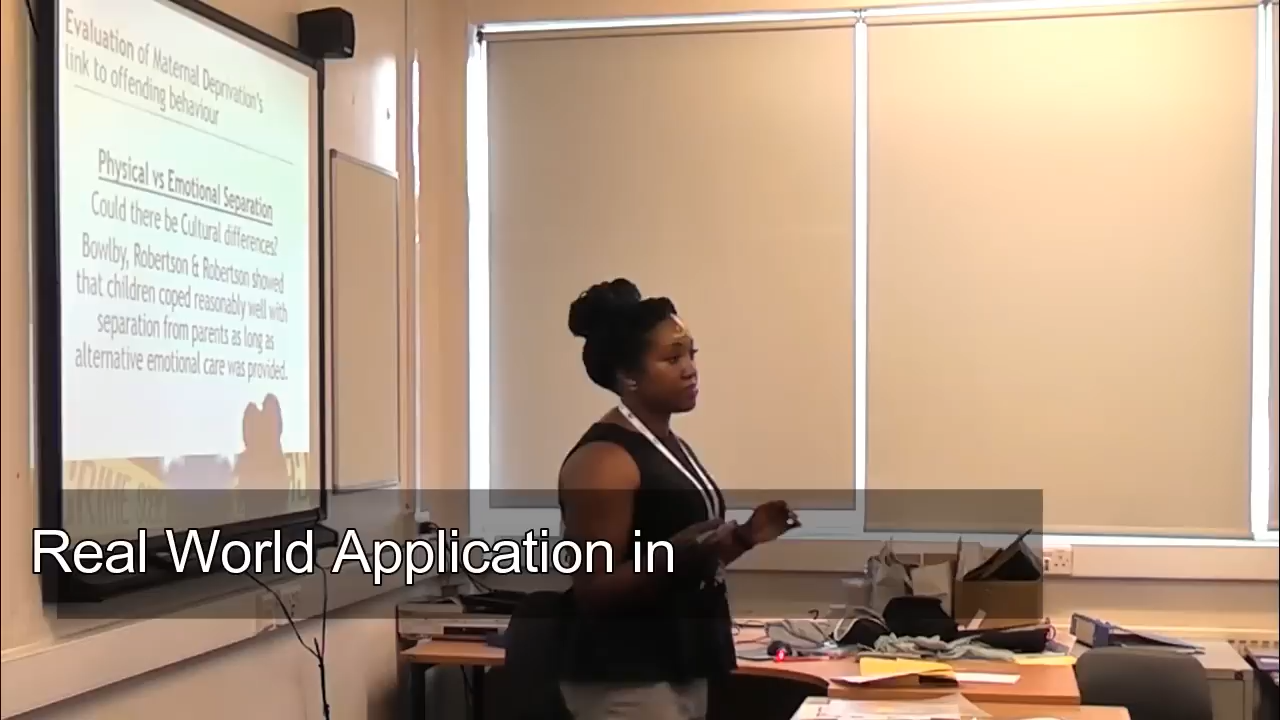 Evaluation of Maternal Deprivation's
link to offending behaviour
Physical vs Emotional Separation
Could there be Cultural differences?
Bowlby, Robertson & Robertson showed
that children coped reasonably well with
separation from parents as long as
alternative emotional care was provided.
CRIME
Real World Application in